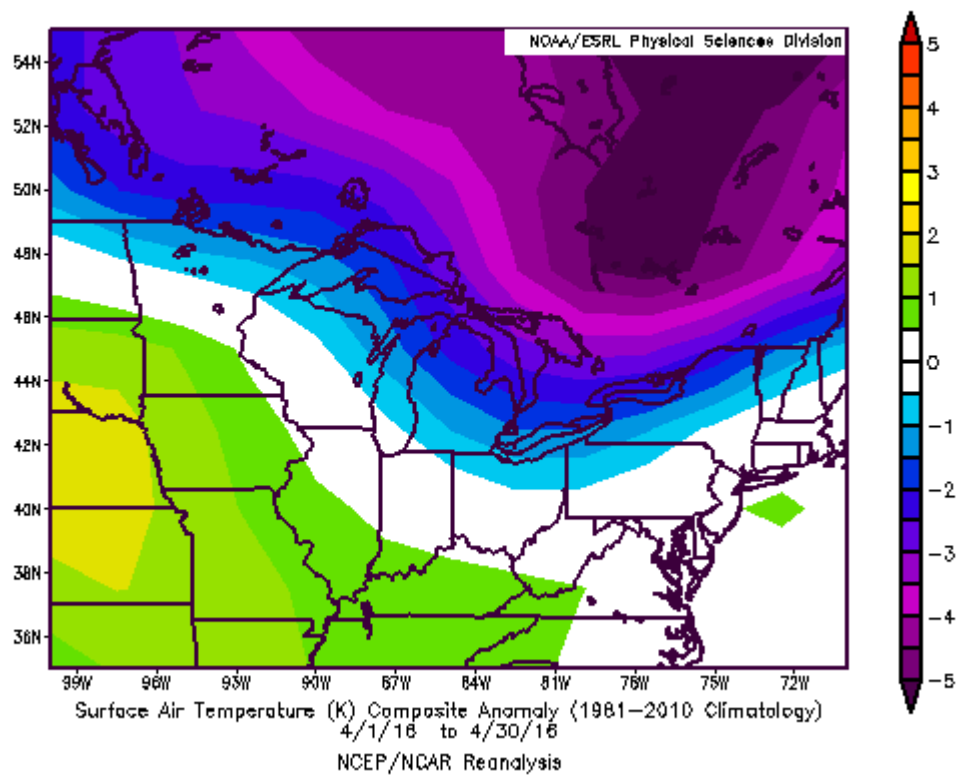 NOAA/ESRL Physical Sciences Division
54N
52N
50N
48N
46N
44N
42N
40N
38N
36N
99W 96W 93W 90W 87W 84W 81W 78W 75W 72W
5
4
3
2
1
0
-1
-2
-3
-4
-5
Surface Air Temperature (K) Composite Anomaly (1981-2010 Climatology)
4/1/16 to 4/30/16
NCEP/NCAR Reanalysis